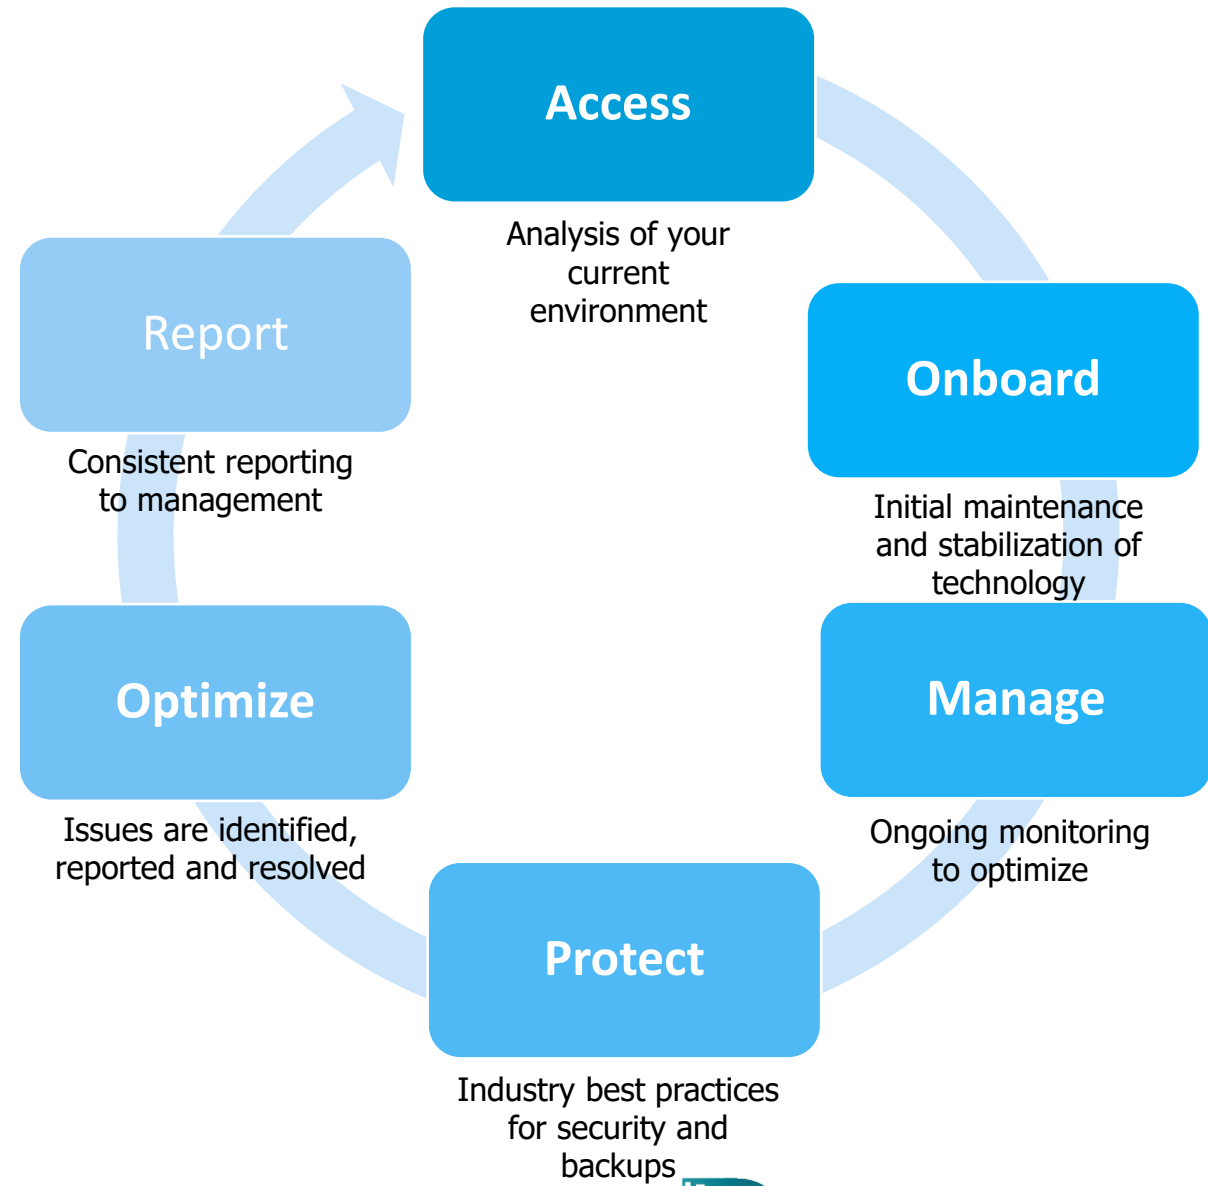 Access
Analysis of your
current
environment
Onboard
Initial maintenance
and stabilization of
technology
Manage
Ongoing monitoring
to optimize
Protect
Industry best practices
for security and
backups
Optimize
Issues are identified,
reported and resolved
Report
Consistent reporting
to management